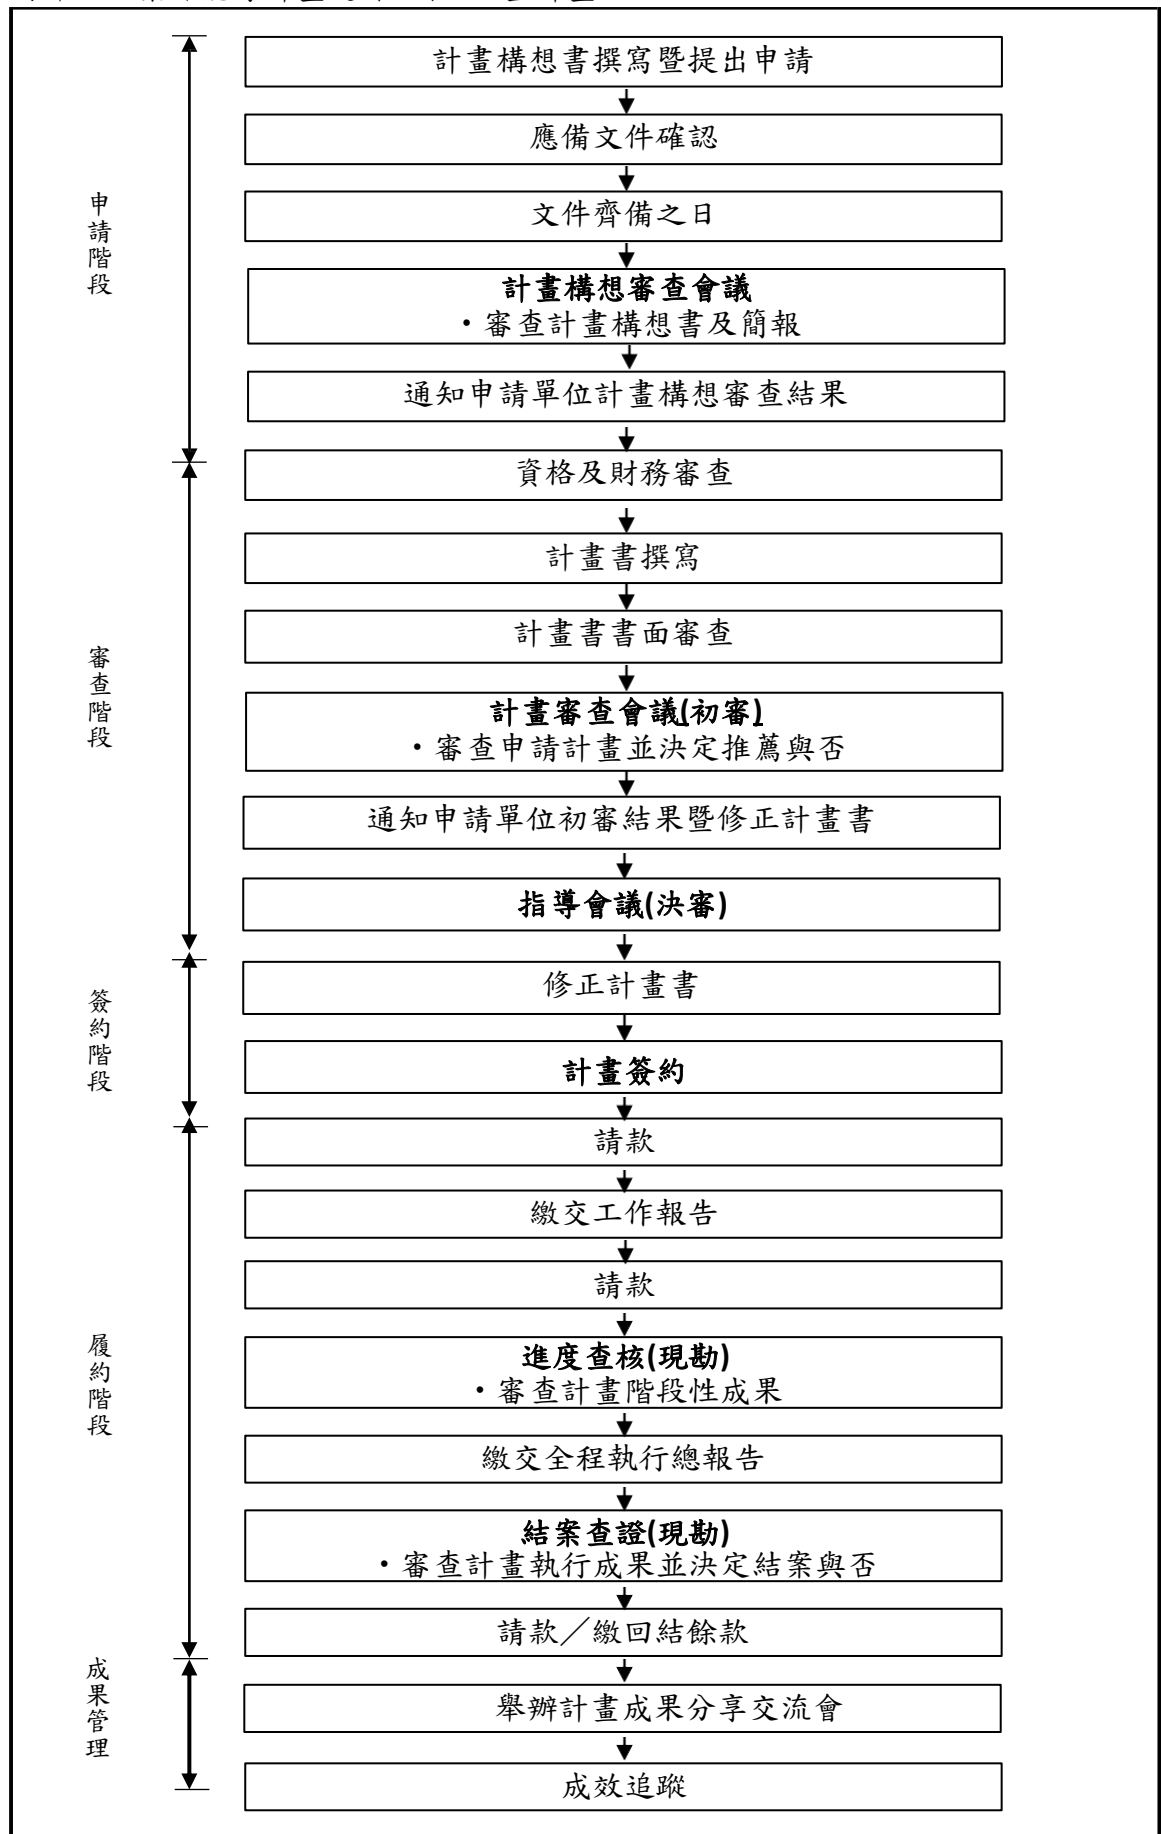 申請階段
計畫構想書撰寫暨提出申請
應備文件確認
文件齊備之日
計畫構想審查會議
・審查計畫構想書及簡報
通知申請單位計畫構想審查結果
審查階段
資格及財務審查
計畫書撰寫
計畫書書面審查
計畫審查會議(初審)
・審查申請計畫並決定推薦與否
通知申請單位初審結果暨修正計畫書
指導會議(決審)
簽約階段
修正計畫書
計畫簽約
履約階段
請款
繳交工作報告
請款
進度查核(現勘)
・審查計畫階段性成果
繳交全程執行總報告
結案查證(現勘)
・審查計畫執行成果並決定結案與否
請款／繳回結餘款
成果管理
舉辦計畫成果分享交流會
成效追蹤